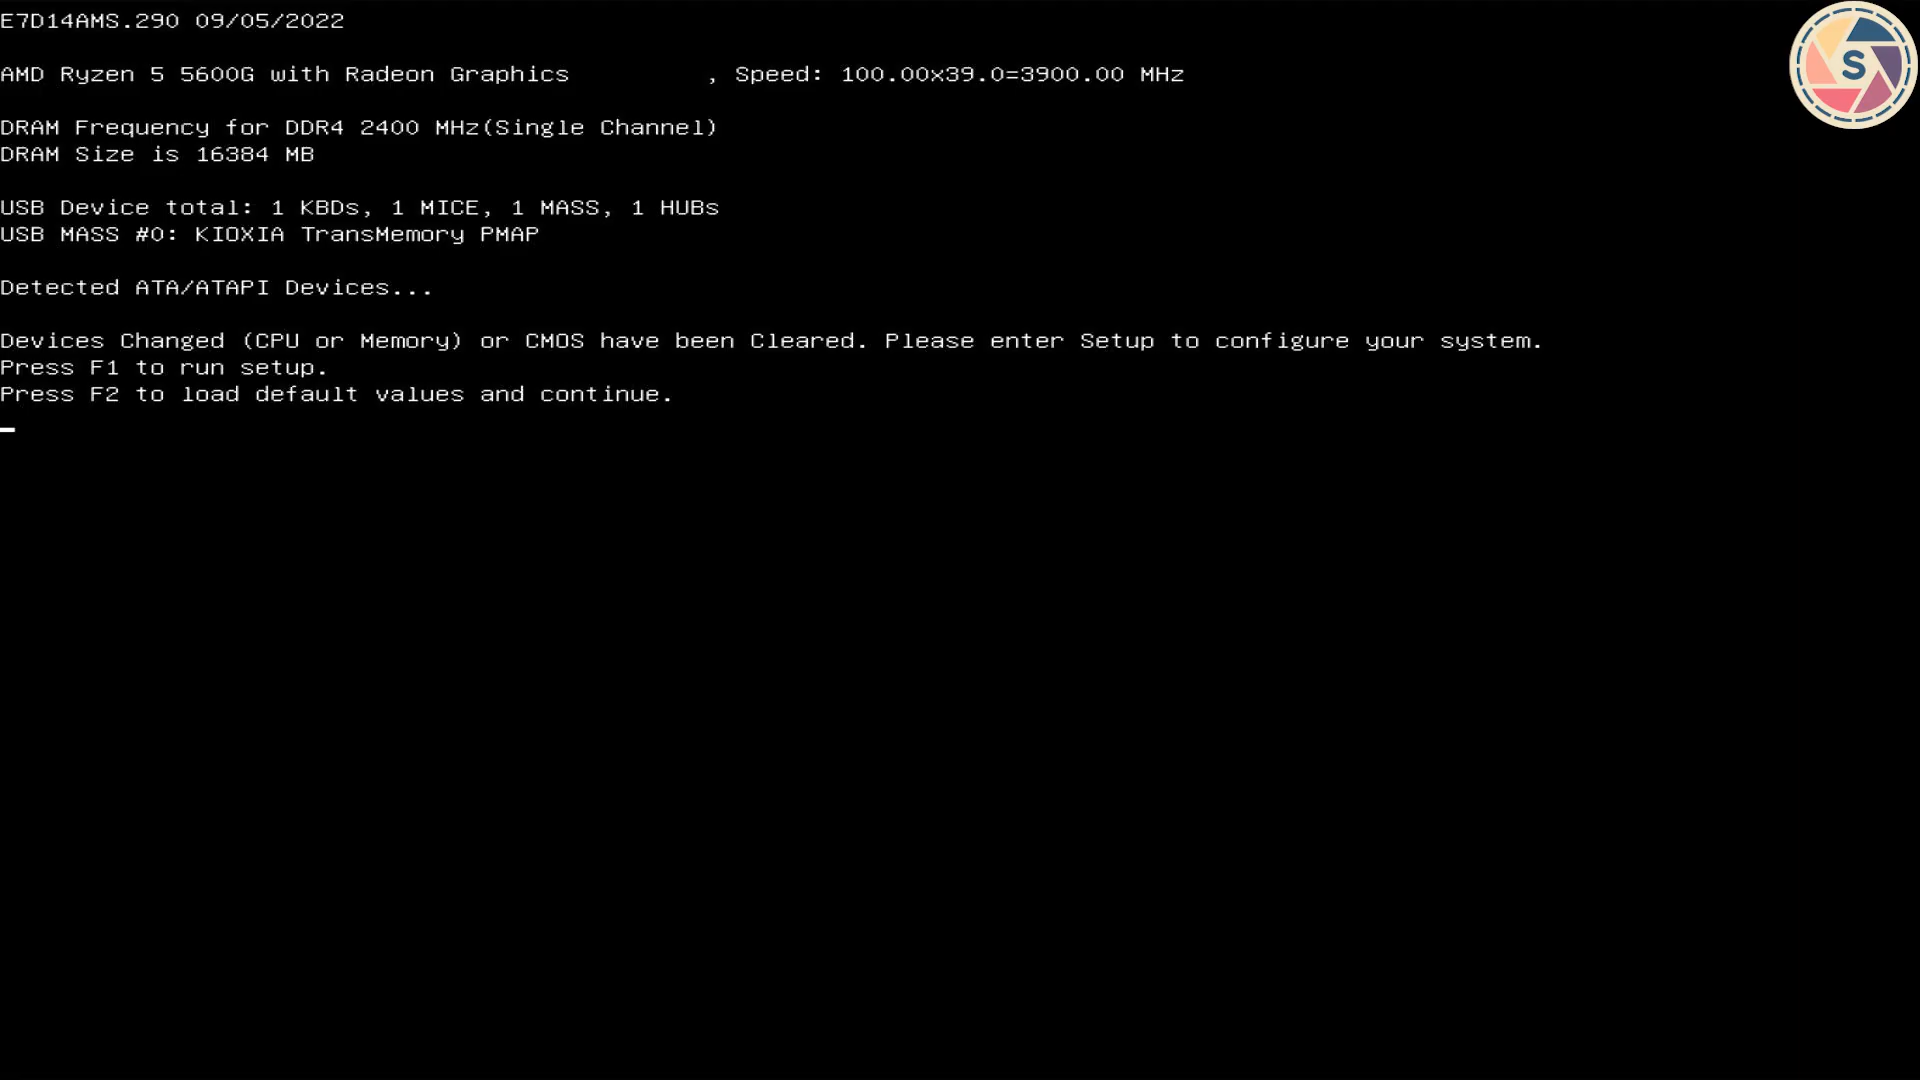 E7D14AMS.290 09/05/2022
AMD Ryzen 5 5600G with Radeon Graphics , Speed: 100.00x39.0=3900.00 MHz
DRAM Frequency for DDR4 2400 MHz(Single Channel)
DRAM Size is 16384 MB
USB Device total: 1 KBDs, 1 MICE, 1 MASS, 1 HUBs
USB MASS #0: KIOXIA TransMemory PMAP
Detected ATA/ATAPI Devices...
Devices Changed (CPU or Memory) or CMOS have been Cleared. Please enter Setup to configure your system.
Press F1 to run setup.
Press F2 to load default values and continue.
S